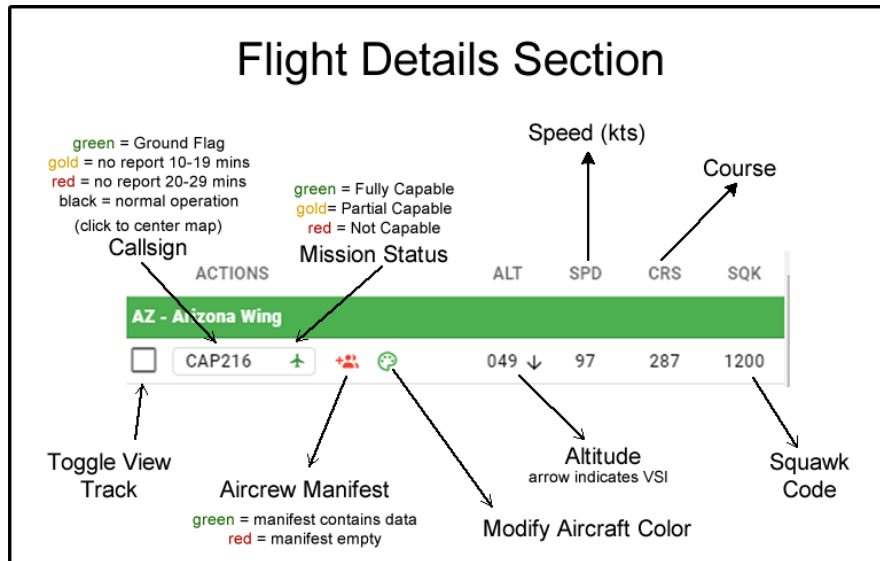 Flight Details Section
green = Ground Flag
gold = no report 10-19 mins
red = no report 20-29 mins
black = normal operation
(click to center map)
Callsign
green = Fully Capable
gold= Partial Capable
red = Not Capable
Mission Status
Speed (kts)
Course
ACTIONS ALT SPD CRS SQK
AZ - Arizona Wing
CAP216 049 97 287 1200
Toggle View
Track
Aircrew Manifest
green = manifest contains data
red = manifest empty
Modify Aircraft Color
Altitude
arrow indicates VSI
Squawk
Code